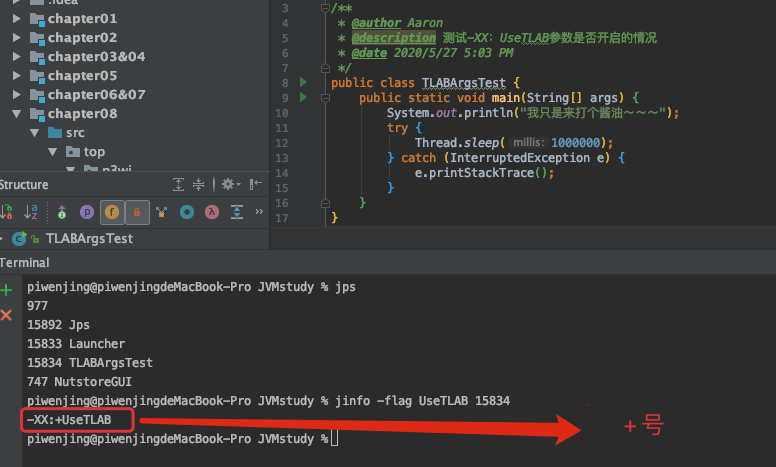 .idea
chapter01
chapter02
chapter03&04
chapter05
chapter06&07
chapter08
src
top
Structure
TLABArgsTest
3 /**
4 * @author Aaron
5 * @description 测试-XX: UseTLAB参数是否开启的情况
6 * @date 2020/5/27 5:03 PM
7 */
8 public class TLABArgsTest {
9 public static void main(String[] args) {
10 System.out.println("我只是来打个酱油～～～");
11 try {
12 Thread.sleep( millis: 1000000);
13 } catch (InterruptedException e) {
14 e.printStackTrace();
15 }
16 }
17 }
Terminal
piwenjing@piwenjingdeMacBook-Pro JVMstudy % jps
977
15892 Jps
15833 Launcher
15834 TLABArgsTest
747 NutstoreGUI
piwenjing@piwenjingdeMacBook-Pro JVMstudy % jinfo -flag UseTLAB 15834
-XX:+UseTLAB
+号
piwenjing@piwenjingdeMacBook-Pro JVMstudy %